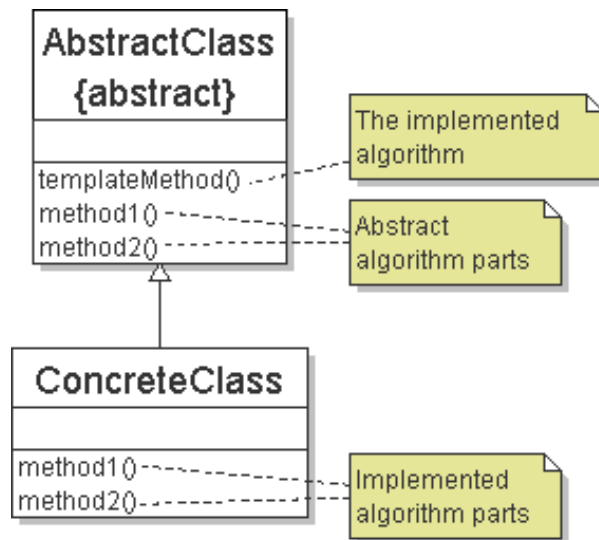 AbstractClass
{abstract}
templateMethod()
method1()
method2()
The implemented
algorithm
Abstract
algorithm parts
ConcreteClass
method1()
method2()
Implemented
algorithm parts